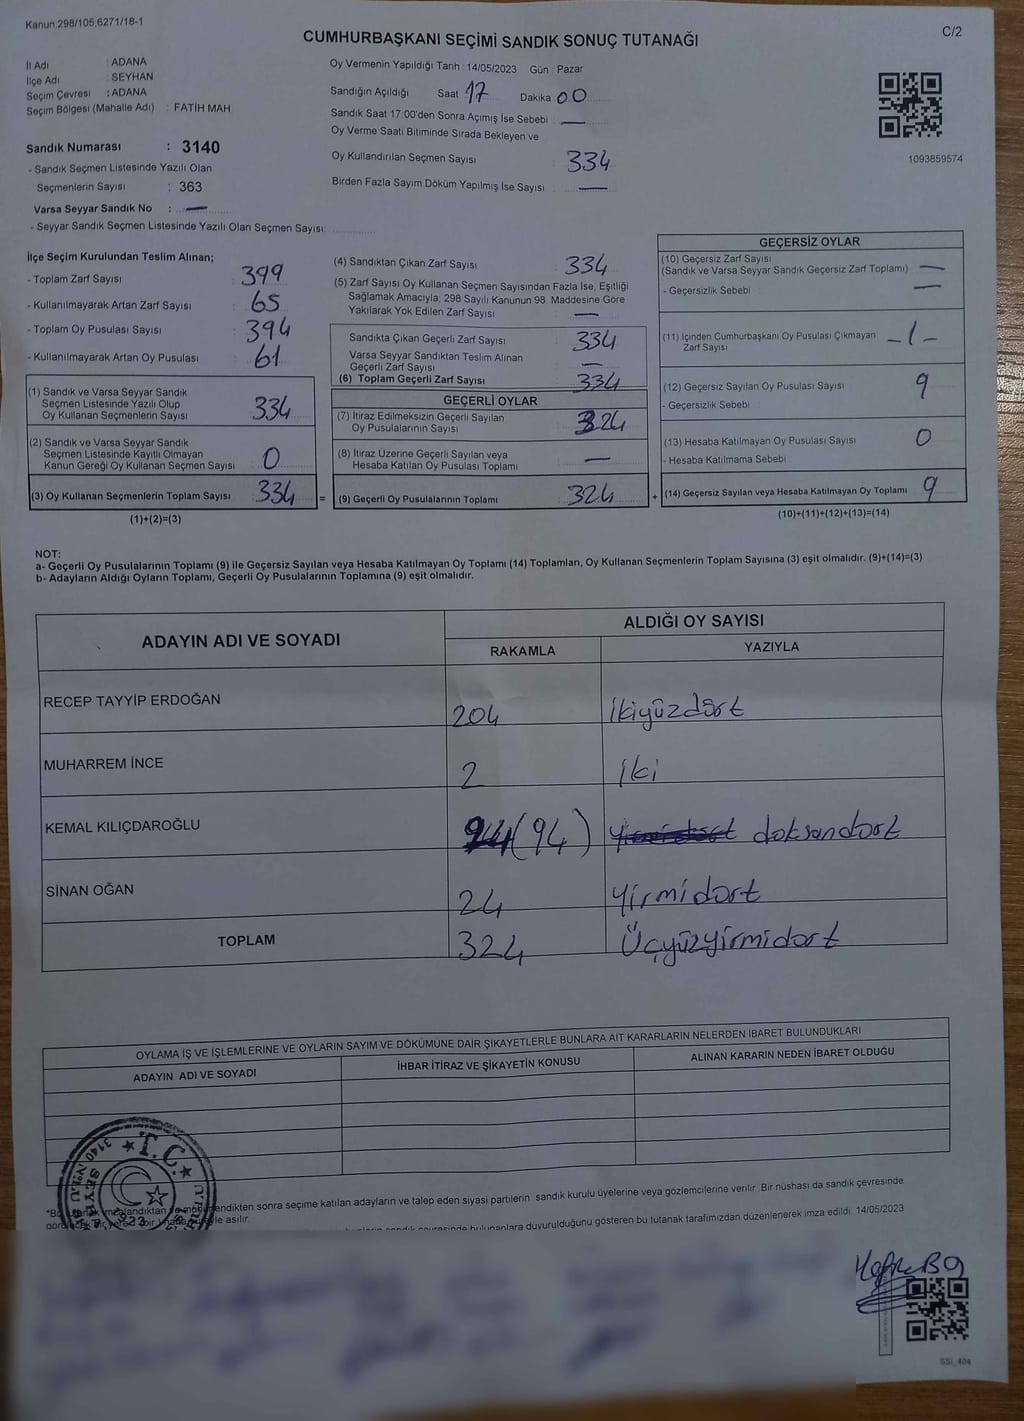 Kanun:298/105,6271/18-1
C/2
CUMHURBAŞKANI SEÇİMİ SANDIK SONUÇ TUTANAĞI
İl Adı : ADANA
İlçe Adı : SEYHAN
Seçim Çevresi : ADANA
Seçim Bölgesi (Mahalle Adı) : FATİH MAH
Sandık Numarası : 3140
- Sandık Seçmen Listesinde Yazılı Olan
Seçmenlerin Sayısı : 363
Varsa Seyyar Sandık No : —
- Seyyar Sandık Seçmen Listesinde Yazılı Olan Seçmen Sayısı:
Oy Vermenin Yapıldığı Tarih : 14/05/2023 Gün : Pazar
Sandığın Açıldığı Saat 17 Dakika 00
Sandık Saat 17:00'den Sonra Açımış İse Sebebi : —
Oy Verme Saati Bitiminde Sırada Bekleyen ve
Oy Kullandırılan Seçmen Sayısı : 334
Birden Fazla Sayım Döküm Yapılmış İse Sayısı : —
1093859574
İlçe Seçim Kurulundan Teslim Alınan;
- Toplam Zarf Sayısı : 399
- Kullanılmayarak Artan Zarf Sayısı : 65
- Toplam Oy Pusulası Sayısı : 394
- Kullanılmayarak Artan Oy Pusulası : 61
(1) Sandık ve Varsa Seyyar Sandık
Seçmen Listesinde Yazılı Olup
Oy Kullanan Seçmenlerin Sayısı : 334
(2) Sandık ve Varsa Seyyar Sandık
Seçmen Listesinde Kayıtlı Olmayan
Kanun Gereği Oy Kullanan Seçmen Sayısı : 0
(3) Oy Kullanan Seçmenlerin Toplam Sayısı : 334 =
(1)+(2)=(3)
(4) Sandıktan Çıkan Zarf Sayısı : 334
(5) Zarf Sayısı Oy Kullanan Seçmen Sayısından Fazla İse, Eşitliği
Sağlamak Amacıyla, 298 Sayılı Kanunun 98. Maddesine Göre
Yakılarak Yok Edilen Zarf Sayısı : —
Sandıkta Çıkan Geçerli Zarf Sayısı : 334
Varsa Seyyar Sandıktan Teslim Alınan
Geçerli Zarf Sayısı : —
(6) Toplam Geçerli Zarf Sayısı : 334
GEÇERLİ OYLAR
(7) İtiraz Edilmeksizin Geçerli Sayılan
Oy Pusulalarının Sayısı : 324
(8) İtiraz Üzerine Geçerli Sayılan veya
Hesaba Katılan Oy Pusulası Toplamı : —
(9) Geçerli Oy Pusulalarının Toplamı : 324 +
GEÇERSİZ OYLAR
(10) Geçersiz Zarf Sayısı
(Sandık ve Varsa Seyyar Sandık Geçersiz Zarf Toplamı) : —
- Geçersizlik Sebebi : —
(11) İçinden Cumhurbaşkanı Oy Pusulası Çıkmayan
Zarf Sayısı : -1-
(12) Geçersiz Sayılan Oy Pusulası Sayısı : 9
- Geçersizlik Sebebi :
(13) Hesaba Katılmayan Oy Pusulası Sayısı : 0
- Hesaba Katılmama Sebebi :
(14) Geçersiz Sayılan veya Hesaba Katılmayan Oy Toplamı : 9
(10)+(11)+(12)+(13)=(14)
NOT:
a- Geçerli Oy Pusulalarının Toplamı (9) ile Geçersiz Sayılan veya Hesaba Katılmayan Oy Toplamı (14) Toplamları, Oy Kullanan Seçmenlerin Toplam Sayısına (3) eşit olmalıdır. (9)+(14)=(3)
b- Adayların Aldığı Oyların Toplamı, Geçerli Oy Pusulalarının Toplamına (9) eşit olmalıdır.
ADAYIN ADI VE SOYADI
ALDIĞI OY SAYISI
RAKAMLA YAZIYLA
RECEP TAYYİP ERDOĞAN 204 ikiyüzdört
MUHARREM İNCE 2 iki
KEMAL KILIÇDAROĞLU 94 (94) yirmidört doksandört
SİNAN OĞAN 24 Yirmidört
TOPLAM 324 Üçyüzyirmidört
OYLAMA İŞ VE İŞLEMLERİNE VE OYLARIN SAYIM VE DÖKÜMÜNE DAİR ŞİKAYETLERLE BUNLARA AİT KARARLARIN NELERDEN İBARET BULUNDUKLARI
ADAYIN ADI VE SOYADI İHBAR İTİRAZ VE ŞİKAYETİN KONUSU ALINAN KARARIN NEDEN İBARET OLDUĞU
T.C.
3140 NOLU
sonra seçime katılan adayların ve talep eden siyasi partilerin sandık kurulu üyelerine veya gözlemcilerine verilir. Bir nüshası da sandık çevresinde
asılır.
sandık çevresinde bulunanlara duyurulduğunu gösteren bu tutanak tarafımızdan düzenlenerek imza edildi. 14/05/2023
SSI_404